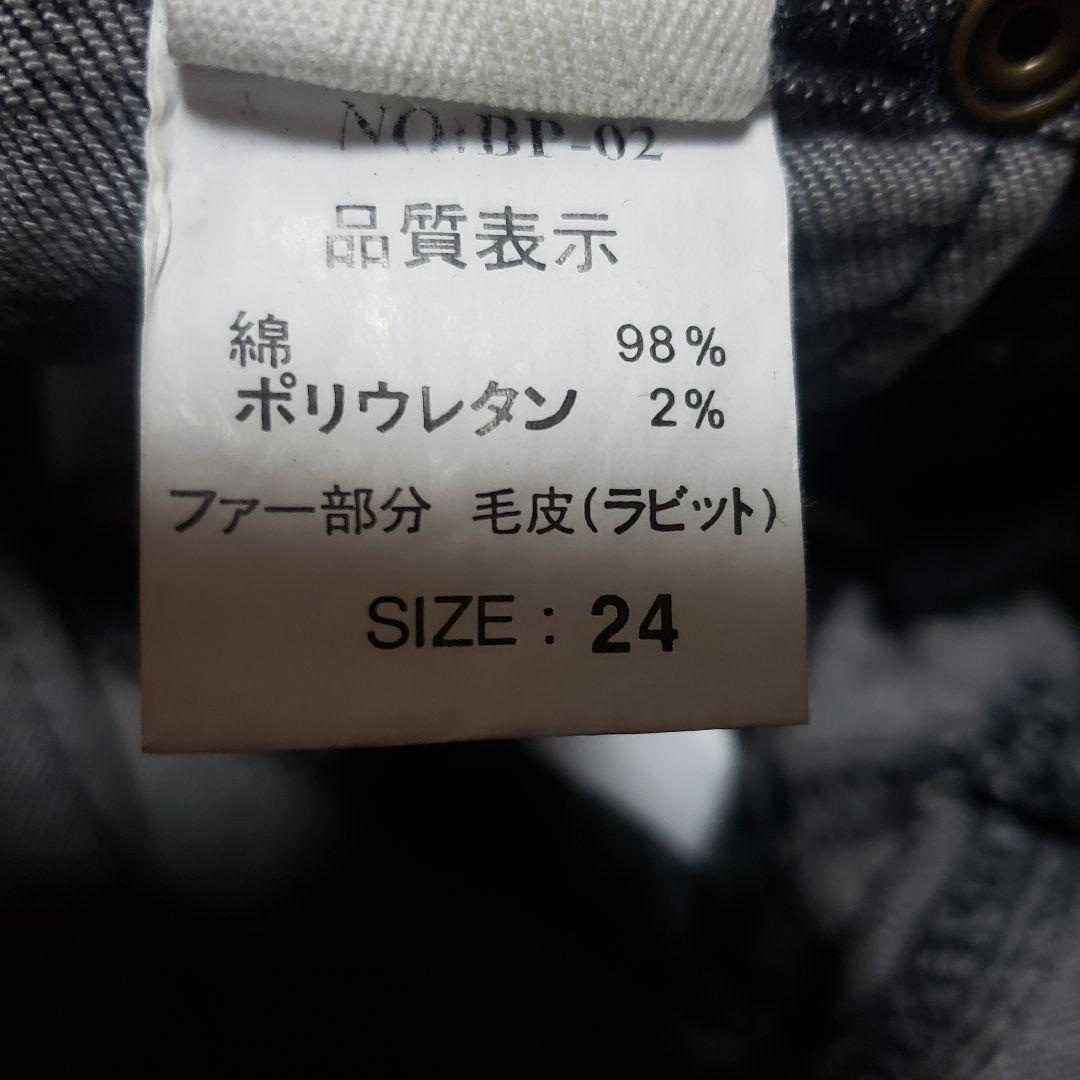 NO:BP-02
品質表示
綿 98%
ポリウレタン 2%
ファー部分 毛皮(ラビット)
SIZE : 24